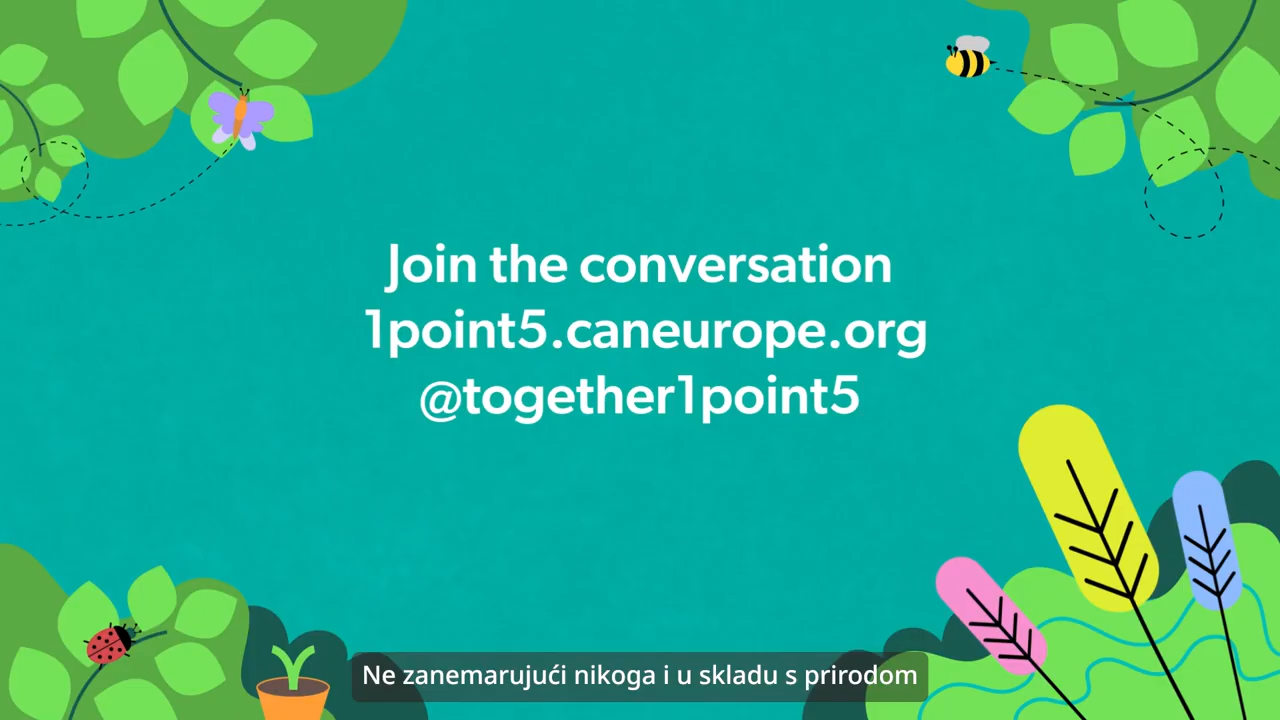 Join the conversation
1point5.caneurope.org
@together1point5
Ne zanemarujući nikoga i u skladu s prirodom